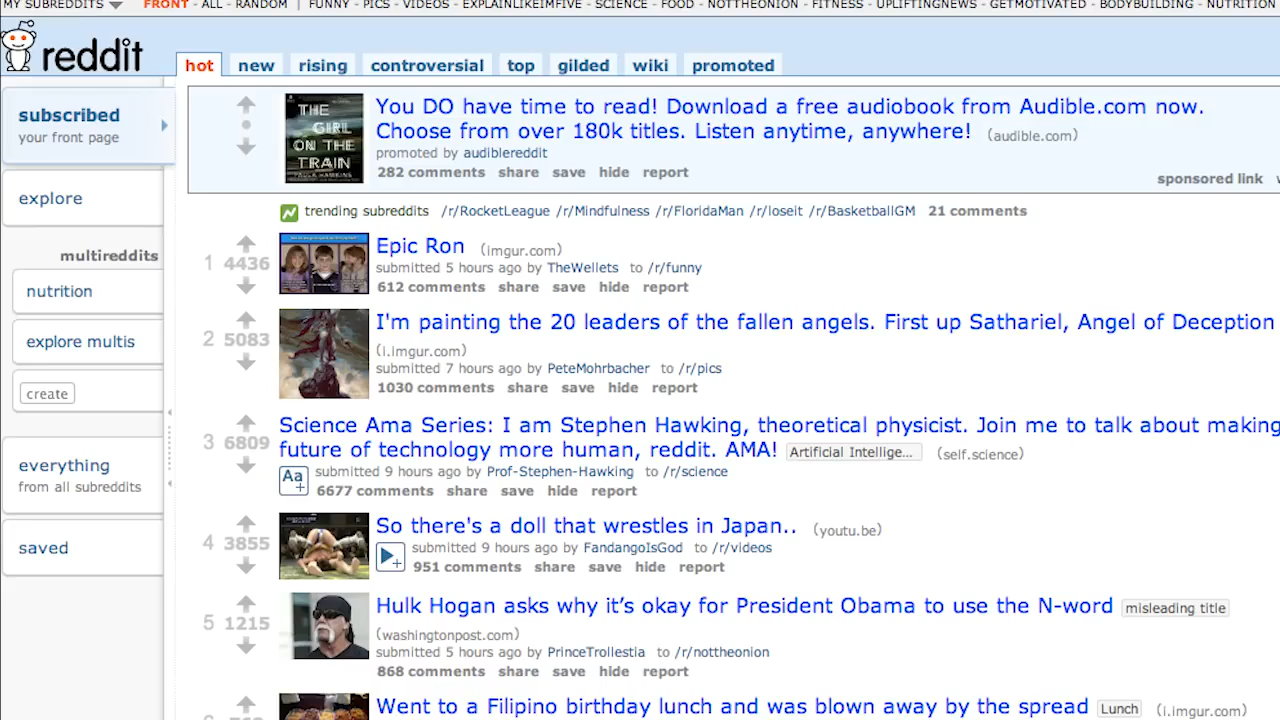 MY SUBREDDITS FRONT - ALL - RANDOM | FUNNY - PICS - VIDEOS - EXPLAINLIKEIMFIVE - SCIENCE - FOOD - NOTTHEONION - FITNESS - UPLIFTINGNEWS - GETMOTIVATED - BODYBUILDING - NUTRITION
reddit hot new rising controversial top gilded wiki promoted
subscribed
your front page
explore
multireddits
nutrition
explore multis
create
everything
from all subreddits
saved
THE
GIRL
ON THE
TRAIN
PAULA HAWKINS
You DO have time to read! Download a free audiobook from Audible.com now.
Choose from over 180k titles. Listen anytime, anywhere! (audible.com)
promoted by audiblereddit
282 comments share save hide report
sponsored link
trending subreddits /r/RocketLeague /r/Mindfulness /r/FloridaMan /r/loseit /r/BasketballGM 21 comments
1 4436 Epic Ron (imgur.com)
submitted 5 hours ago by TheWellets to /r/funny
612 comments share save hide report
2 5083 I'm painting the 20 leaders of the fallen angels. First up Sathariel, Angel of Deception
(i.imgur.com)
submitted 7 hours ago by PeteMohrbacher to /r/pics
1030 comments share save hide report
3 6809 Science Ama Series: I am Stephen Hawking, theoretical physicist. Join me to talk about making
future of technology more human, reddit. AMA! Artificial Intellige... (self.science)
Aa submitted 9 hours ago by Prof-Stephen-Hawking to /r/science
6677 comments share save hide report
4 3855 So there's a doll that wrestles in Japan.. (youtu.be)
submitted 9 hours ago by FandangoIsGod to /r/videos
951 comments share save hide report
5 1215 Hulk Hogan asks why it’s okay for President Obama to use the N-word misleading title
(washingtonpost.com)
submitted 5 hours ago by PrinceTrollestia to /r/nottheonion
868 comments share save hide report
Went to a Filipino birthday lunch and was blown away by the spread Lunch (i.imgur.com)